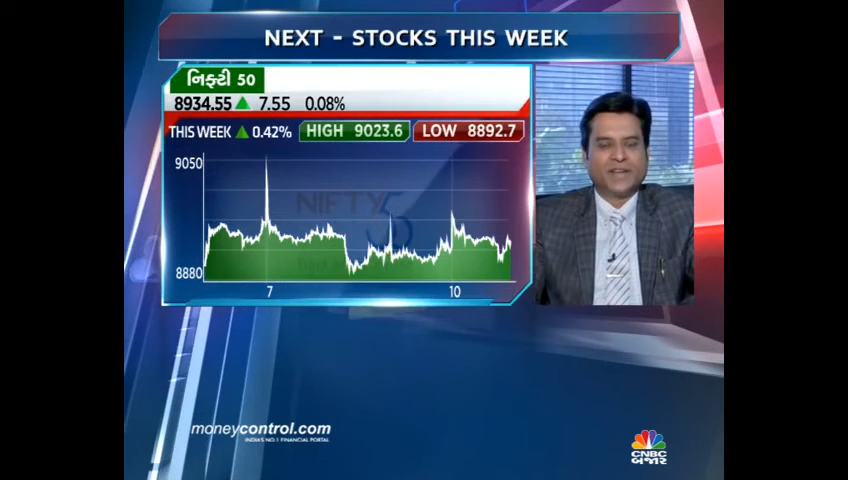 NEXT - STOCKS THIS WEEK
નિફ્ટી 50
8934.55 7.55 0.08%
THIS WEEK 0.42% HIGH 9023.6 LOW 8892.7
9050
NIFTY 5
8880
7 10
moneycontrol.com
INDIA'S NO.1 FINANCIAL PORTAL
CNBC
બજાર